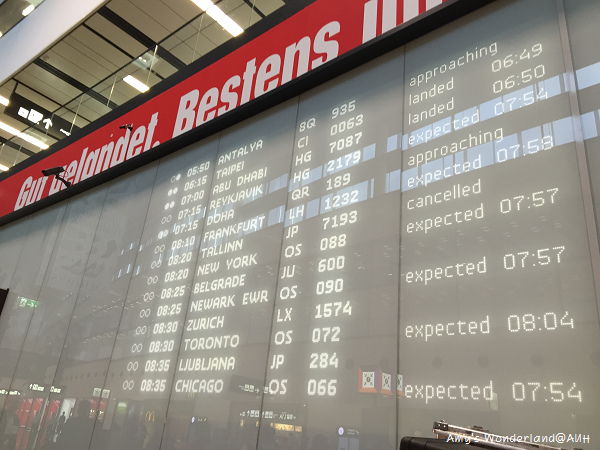 Gut gelandet. Bestens in
05:50 ANTALYA 8Q 935 approaching
06:15 TAIPEI CI 0063 landed 06:49
07:00 ABU DHABI HG 7087 landed 06:50
07:15 REYKJAVIK HG 2179 expected 07:54
07:15 DOHA QR 189 approaching
08:10 FRANKFURT LH 1232 expected 07:58
08:20 TALLINN JP 7193 cancelled
08:20 NEW YORK OS 088 expected 07:57
08:25 BELGRADE JU 600
08:25 NEWARK EWR OS 090 expected 07:57
08:30 ZURICH LX 1574
08:30 TORONTO OS 072 expected 08:04
08:35 LJUBLJANA JP 284
08:35 CHICAGO OS 066 expected 07:54
Amy's Wonderland@AИH